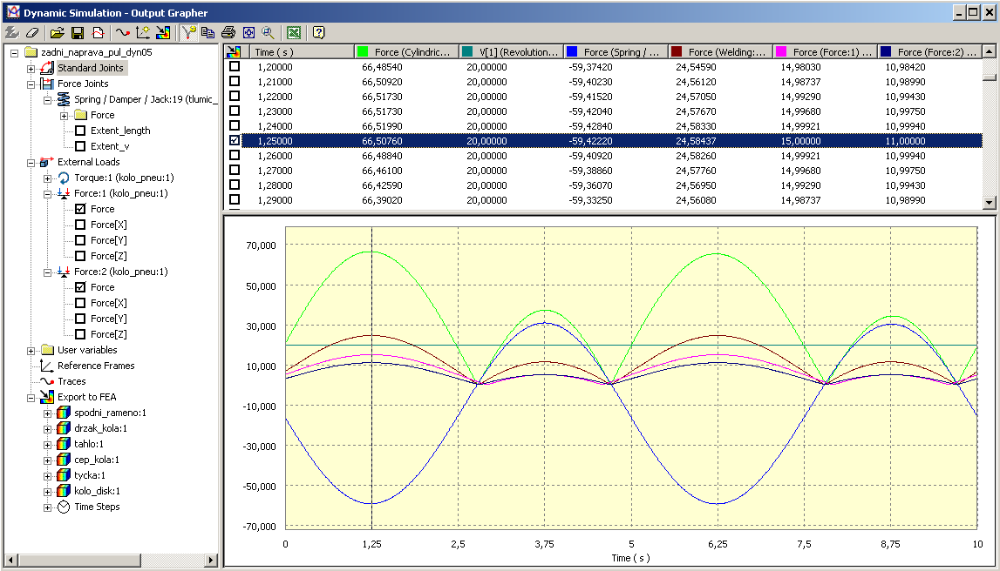 Dynamic Simulation - Output Grapher
zadni_naprava_pul_dyn05
Standard Joints
Force Joints
Spring / Damper / Jack:19 (tlumic_
Force
Extent_length
Extent_v
External Loads
Torque:1 (kolo_pneu:1)
Force:1 (kolo_pneu:1)
Force
Force[X]
Force[Y]
Force[Z]
Force:2 (kolo_pneu:1)
Force
Force[X]
Force[Y]
Force[Z]
User variables
Reference Frames
Traces
Export to FEA
spodni_rameno:1
drzak_kola:1
tahlo:1
cep_kola:1
tycka:1
kolo_disk:1
Time Steps
Time ( s ) Force (Cylindric... V[1] (Revolution... Force (Spring / ... Force (Welding:... Force (Force:1) ... Force (Force:2) ...
1,20000 66,48540 20,00000 -59,37420 24,54590 14,98030 10,98420
1,21000 66,50920 20,00000 -59,40230 24,56120 14,98737 10,98990
1,22000 66,51730 20,00000 -59,41520 24,57050 14,99290 10,99430
1,23000 66,51730 20,00000 -59,42040 24,57670 14,99680 10,99750
1,24000 66,51990 20,00000 -59,42840 24,58330 14,99921 10,99940
1,25000 66,50760 20,00000 -59,42220 24,58437 15,00000 11,00000
1,26000 66,48840 20,00000 -59,40920 24,58260 14,99921 10,99940
1,27000 66,46100 20,00000 -59,38860 24,57760 14,99680 10,99750
1,28000 66,42590 20,00000 -59,36070 24,56950 14,99290 10,99430
1,29000 66,39020 20,00000 -59,33250 24,56080 14,98737 10,98990
70,000
50,000
30,000
10,000
-10,000
-30,000
-50,000
-70,000
0 1,25 2,5 3,75 5 6,25 7,5 8,75 10
Time ( s )